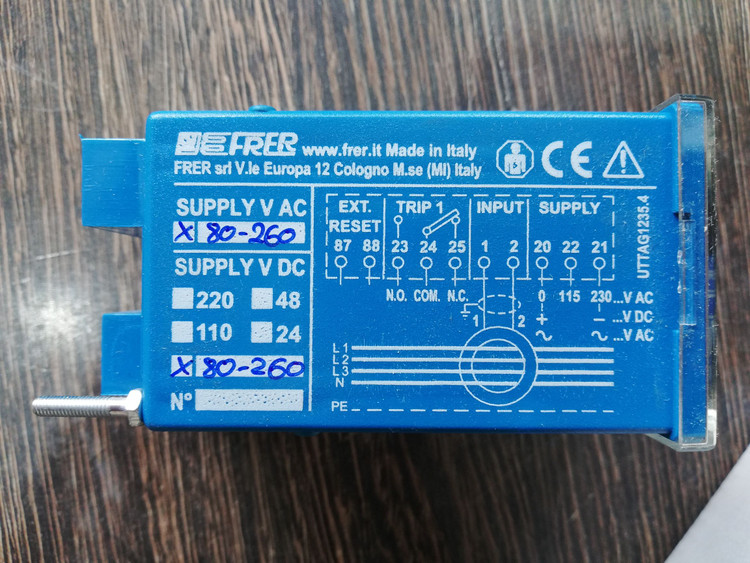 FRER www.frer.it Made in Italy
FRER srl V.le Europa 12 Cologno M.se (MI) Italy
CE
SUPPLY V AC
X 80-260
SUPPLY V DC
220 48
110 24
X 80-260
N°
EXT. RESET TRIP 1 INPUT SUPPLY
87 88 23 24 25 1 2 20 22 21
N.O. COM. N.C. 0 115 230 ...V AC
1 2 + − ...V DC
~ ~ ...V AC
L1
L2
L3
N
PE
UTTAG1235.4